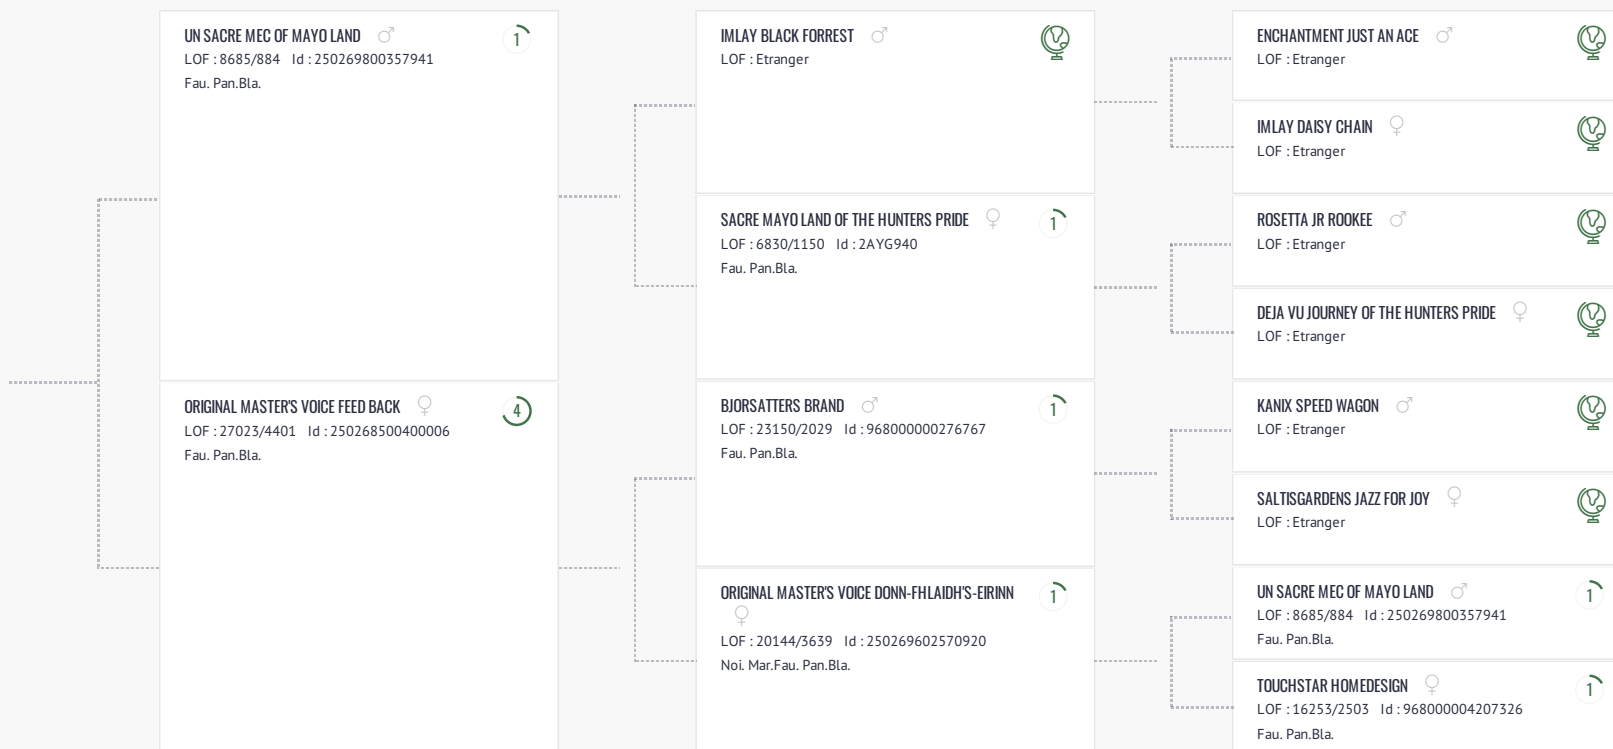 UN SACRE MEC OF MAYO LAND
1
LOF : 8685/884 Id : 250269800357941
Fau. Pan.Bla.
ORIGINAL MASTER'S VOICE FEED BACK
4
LOF : 27023/4401 Id : 250268500400006
Fau. Pan.Bla.
IMLAY BLACK FORREST
LOF : Etranger
SACRE MAYO LAND OF THE HUNTERS PRIDE
1
LOF : 6830/1150 Id : 2AYG940
Fau. Pan.Bla.
BJORSATTERS BRAND
1
LOF : 23150/2029 Id : 968000000276767
Fau. Pan.Bla.
ORIGINAL MASTER'S VOICE DONN-FHLAIDH'S-EIRINN
1
LOF : 20144/3639 Id : 250269602570920
Noi. Mar.Fau. Pan.Bla.
ENCHANTMENT JUST AN ACE
LOF : Etranger
IMLAY DAISY CHAIN
LOF : Etranger
ROSETTA JR ROOKEE
LOF : Etranger
DEJA VU JOURNEY OF THE HUNTERS PRIDE
LOF : Etranger
KANIX SPEED WAGON
LOF : Etranger
SALTISGARDENS JAZZ FOR JOY
LOF : Etranger
UN SACRE MEC OF MAYO LAND
1
LOF : 8685/884 Id : 250269800357941
Fau. Pan.Bla.
TOUCHSTAR HOMEDESIGN
1
LOF : 16253/2503 Id : 968000004207326
Fau. Pan.Bla.